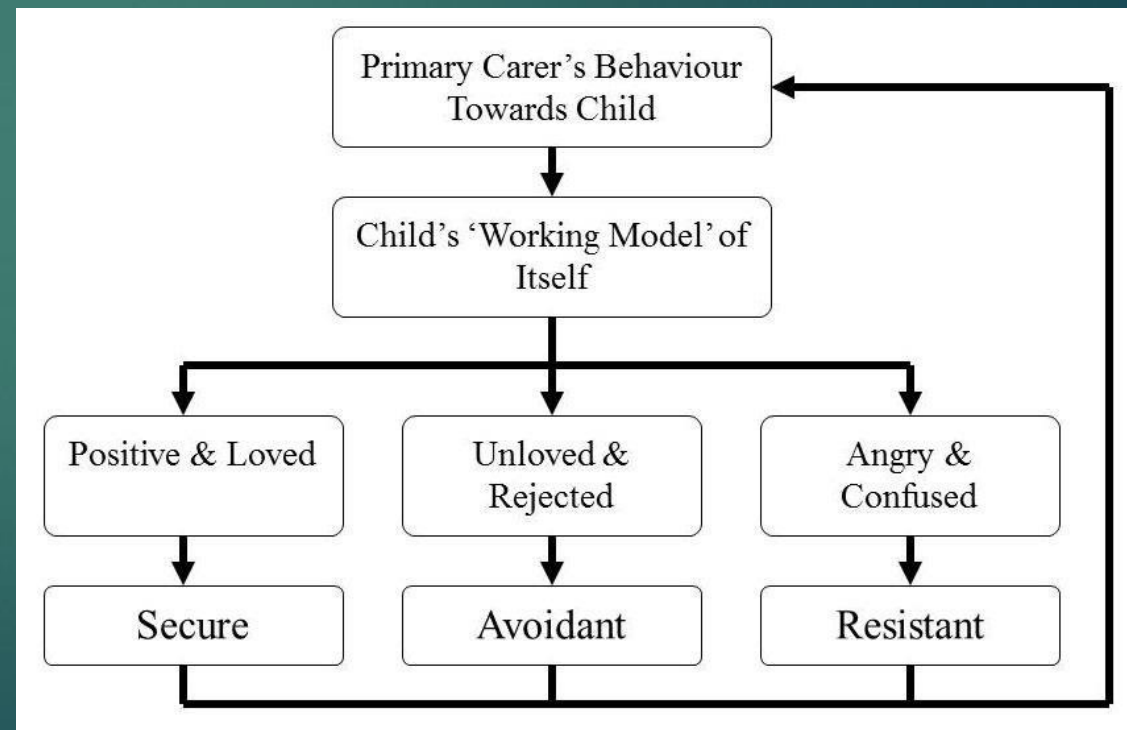 Primary Carer’s Behaviour
Towards Child
Child’s ‘Working Model’ of
Itself
Positive & Loved
Unloved &
Rejected
Angry &
Confused
Secure
Avoidant
Resistant